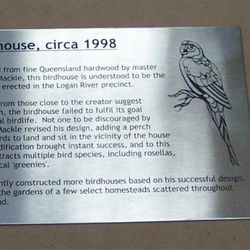 house, circa 1998
from fine Queensland hardwood by master
Mackle, this birdhouse is understood to be the
erected in the Logan River precinct.
from those close to the creator suggest
, the birdhouse failed to fulfil its goal
birdlife. Not one to be discouraged by
Mackle revised his design, adding a perch
birds to land and sit in the vicinity of the house
modification brought instant success, and to this
attracts multiple bird species, including rosellas,
'greenies'.
constructed more birdhouses based on his successful design.
the gardens of a few select homesteads scattered throughout